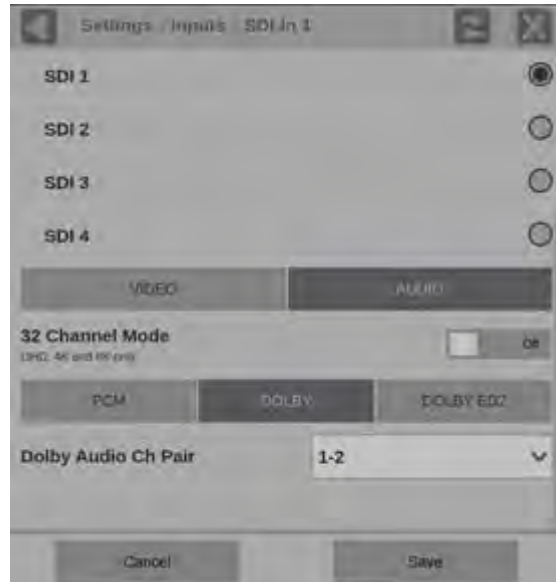 Settings Inputs SDI In 1
SDI 1
SDI 2
SDI 3
SDI 4
VIDEO AUDIO
32 Channel Mode Off
UHD, 4K and 8K only
PCM DOLBY DOLBY ED2
Dolby Audio Ch Pair 1-2
Cancel Save